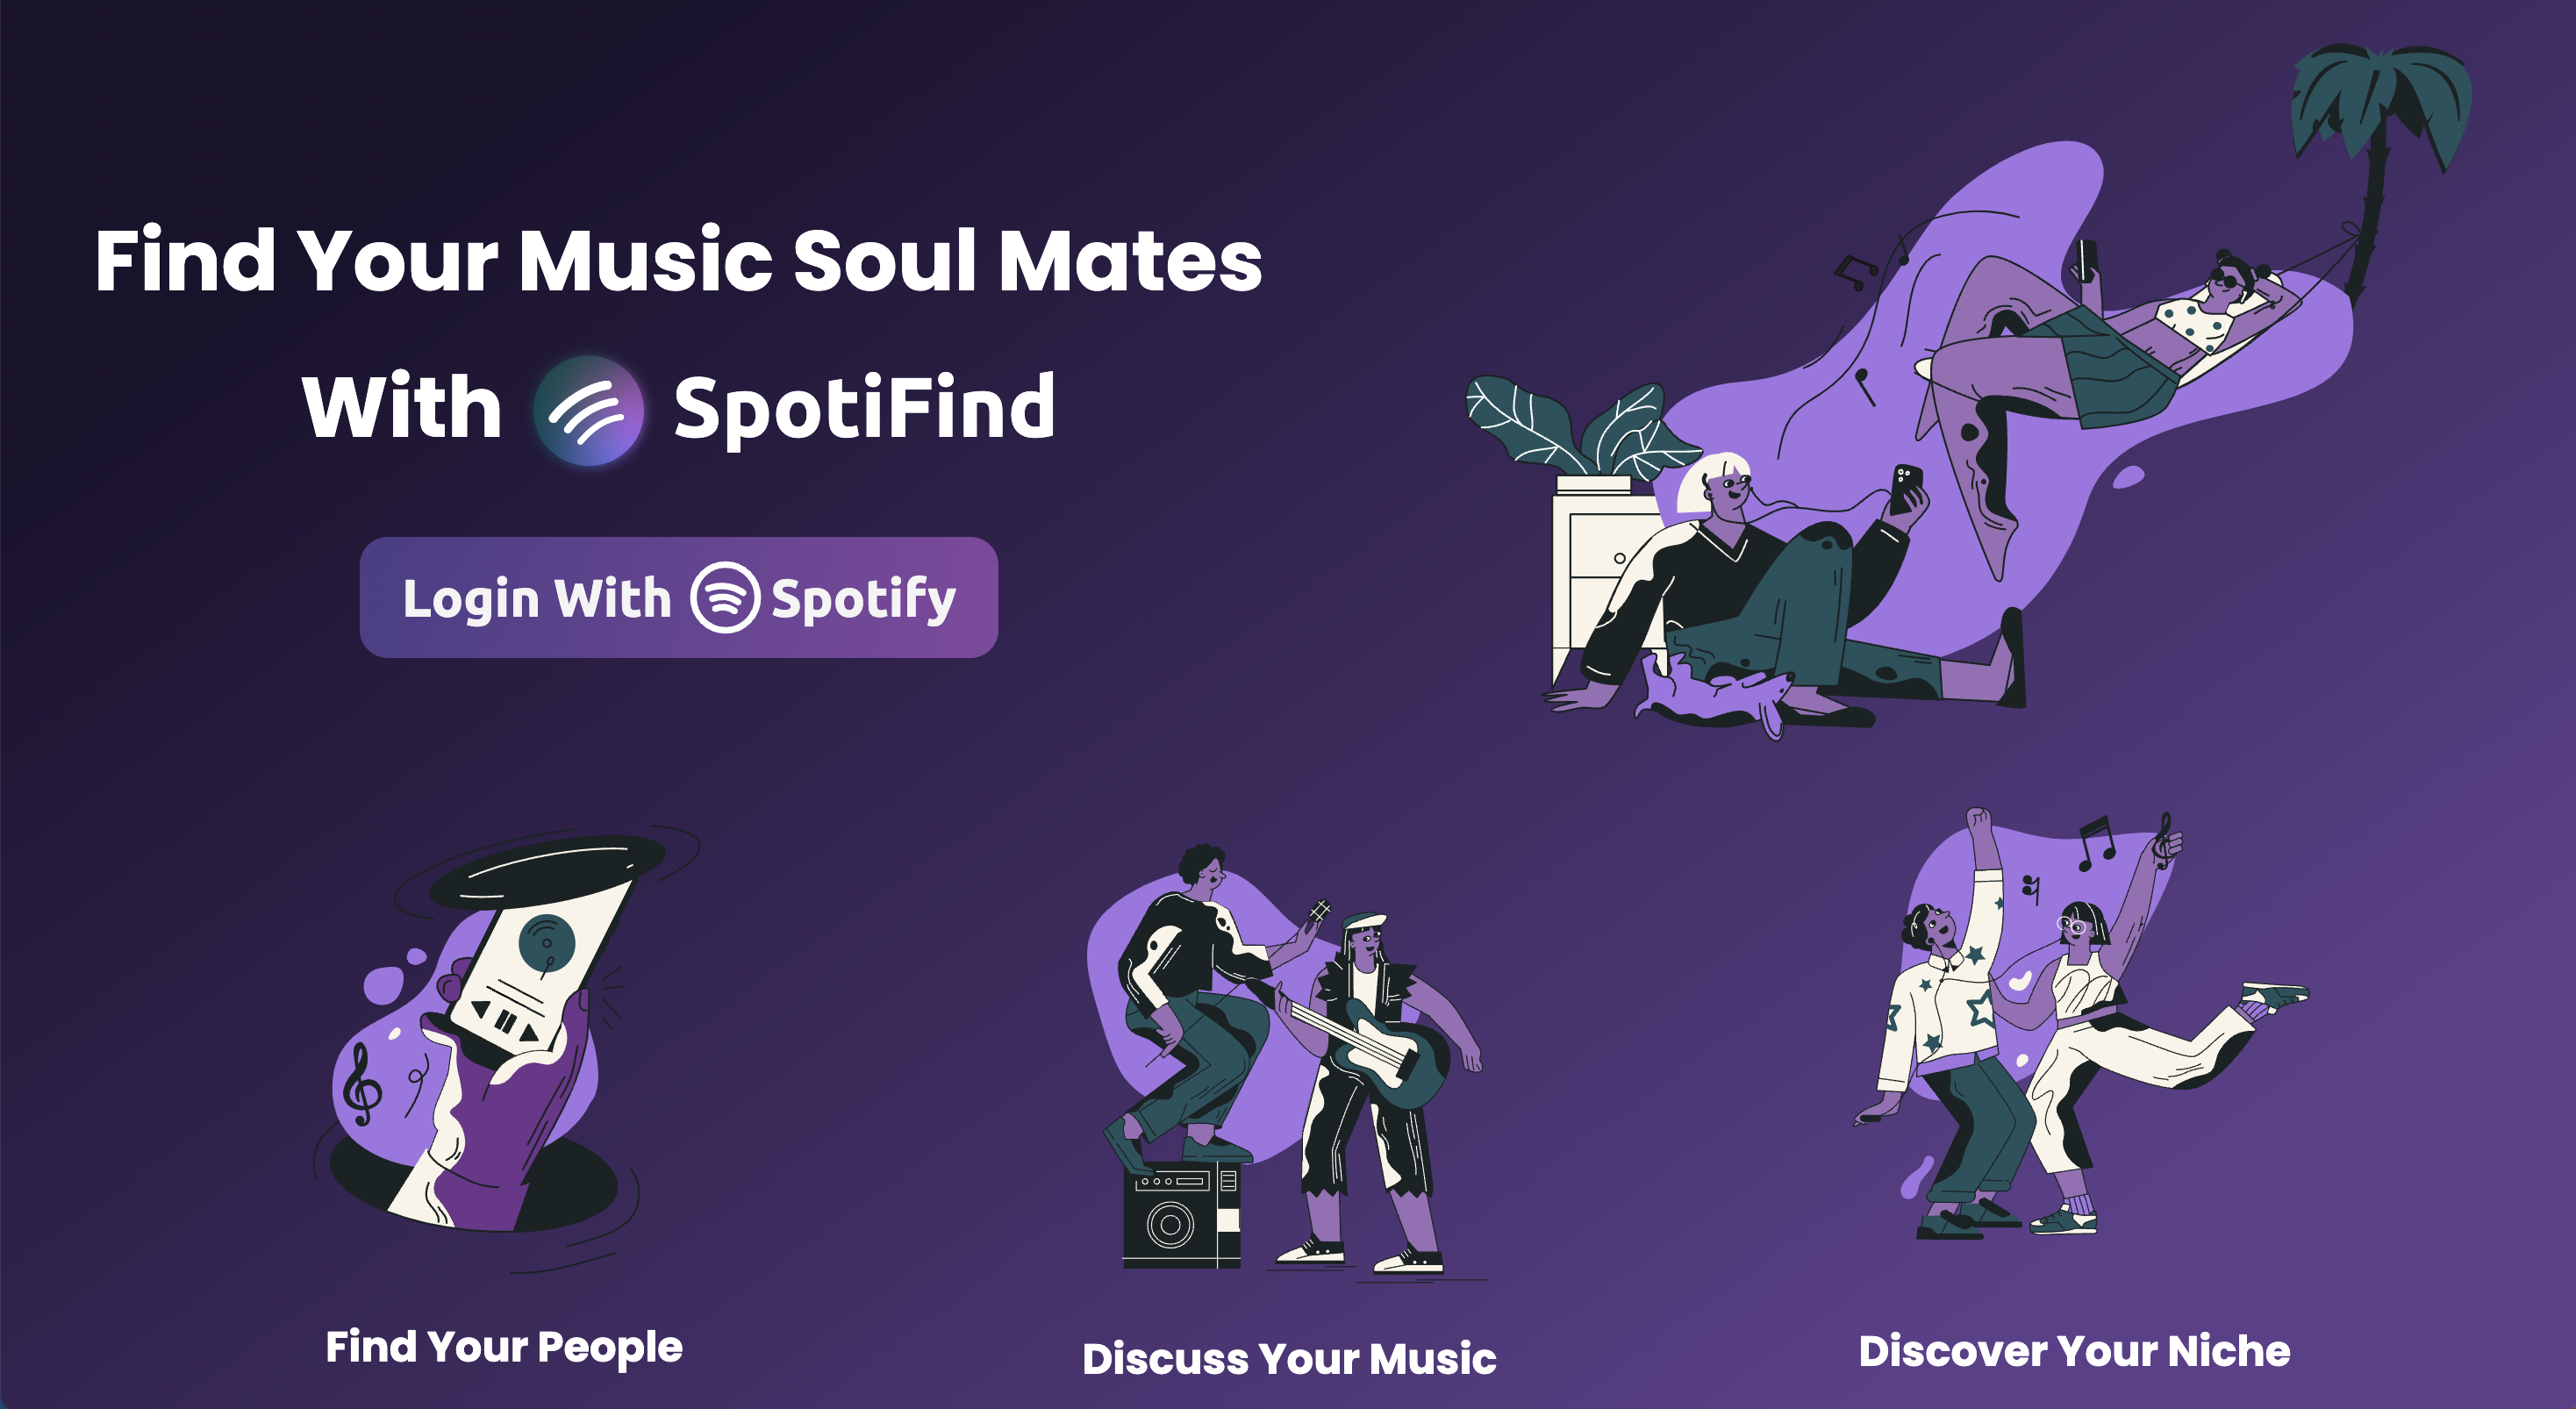 Find Your Music Soul Mates
With SpotiFind
Login With Spotify
Find Your People
Discuss Your Music
Discover Your Niche